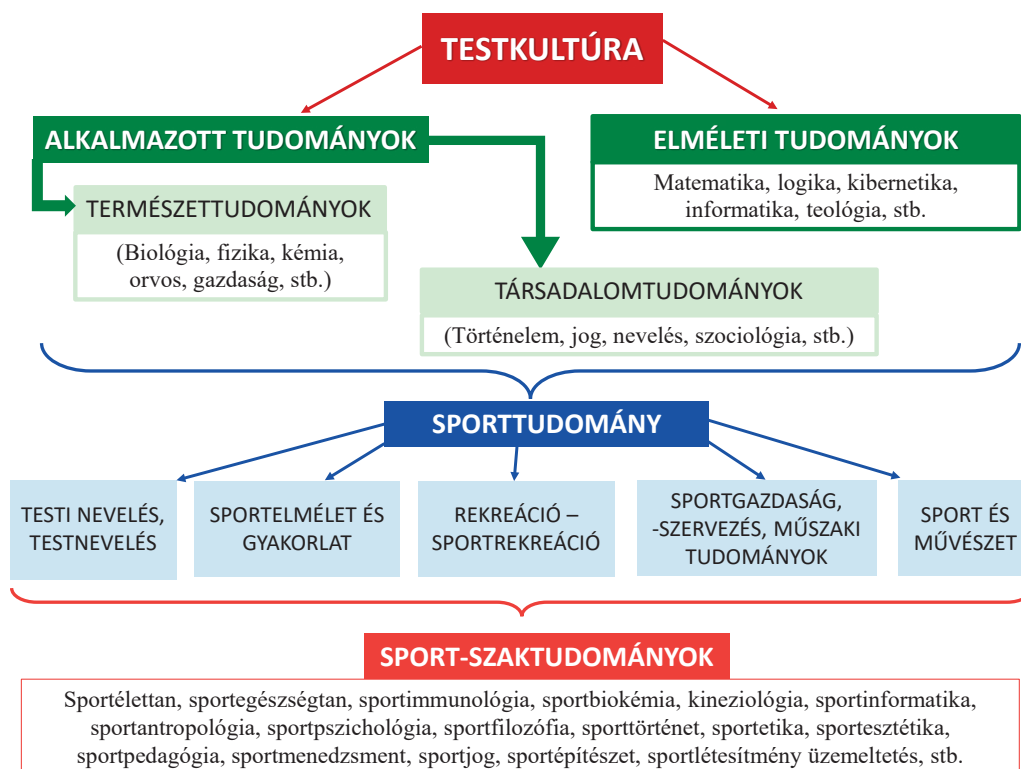 TESTKULTÚRA
ALKALMAZOTT TUDOMÁNYOK
ELMÉLETI TUDOMÁNYOK
Matematika, logika, kibernetika,
informatika, teológia, stb.
TERMÉSZETTUDOMÁNYOK
(Biológia, fizika, kémia,
orvos, gazdaság, stb.)
TÁRSADALOMTUDOMÁNYOK
(Történelem, jog, nevelés, szociológia, stb.)
SPORTTUDOMÁNY
TESTI NEVELÉS,
TESTNEVELÉS
SPORTELMÉLET ÉS
GYAKORLAT
REKREÁCIÓ –
SPORTREKREÁCIÓ
SPORTGAZDASÁG,
-SZERVEZÉS, MŰSZAKI
TUDOMÁNYOK
SPORT ÉS
MŰVÉSZET
SPORT-SZAKTUDOMÁNYOK
Sportélettan, sportegészségtan, sportimmunológia, sportbiokémia, kineziológia, sportinformatika,
sportantropológia, sportpszichológia, sportfilozófia, sporttörténet, sportetika, sportesztétika,
sportpedagógia, sportmenedzsment, sportjog, sportépítészet, sportlétesítmény üzemeltetés, stb.